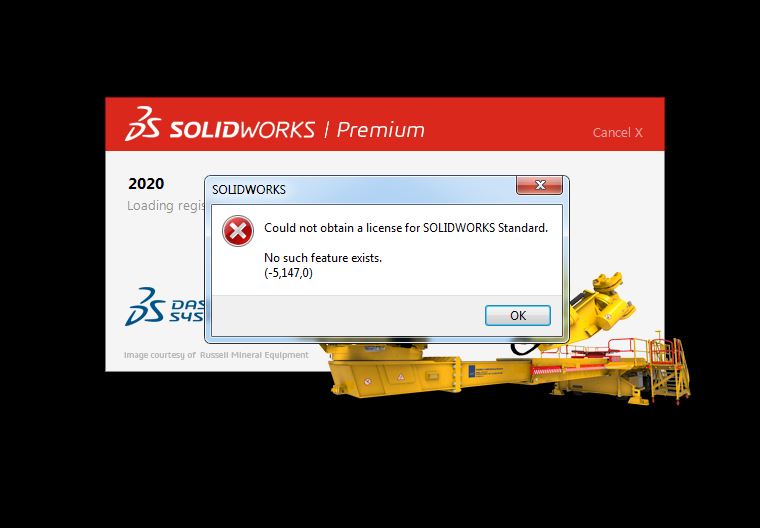 SOLIDWORKS | Premium
Cancel X
2020
Loading regis
SOLIDWORKS
Could not obtain a license for SOLIDWORKS Standard.
No such feature exists.
(-5,147,0)
OK
DAS
SYS
Image courtesy of Russell Mineral Equipment